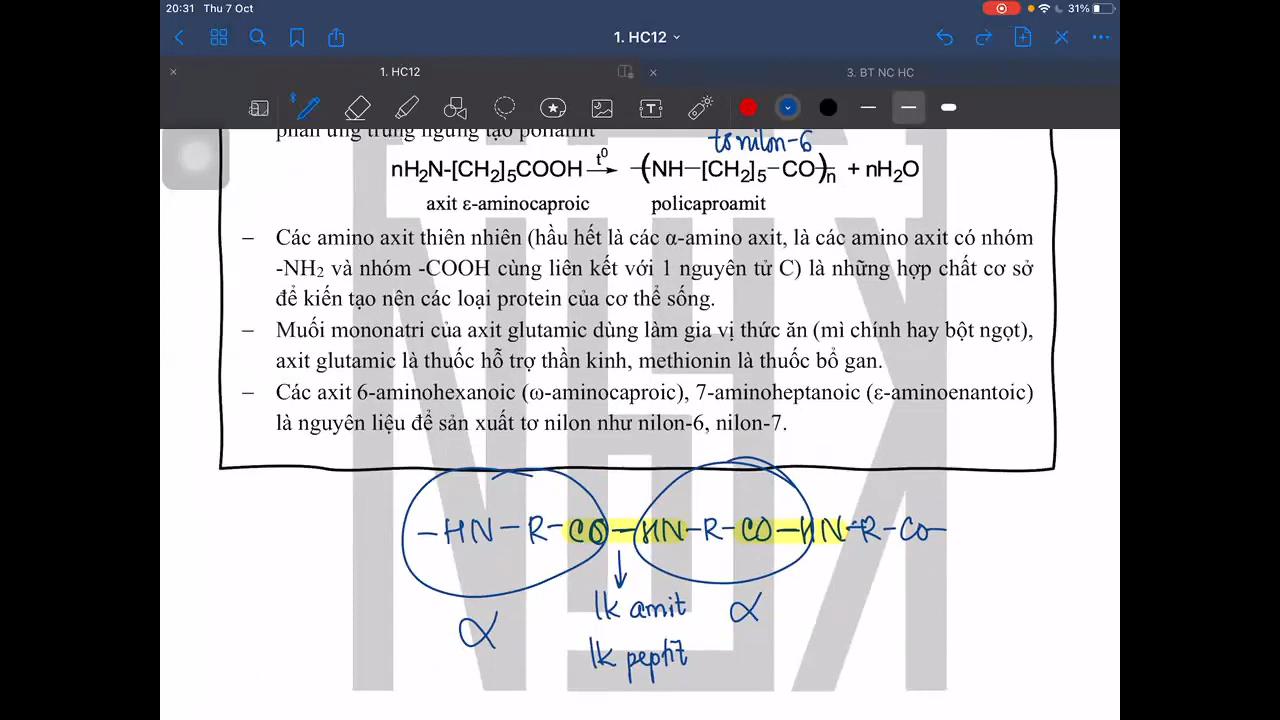 20:31 Thu 7 Oct 31%
1. HC12
1. HC12 3. BT NC HC
phản ứng trùng ngưng tạo poliamit
tơ nilon-6
nH₂N-[CH₂]₅COOH t⁰→ -(NH-[CH₂]₅-CO)n + nH₂O
axit ε-aminocaproic policaproamit
– Các amino axit thiên nhiên (hầu hết là các α-amino axit, là các amino axit có nhóm
-NH₂ và nhóm -COOH cùng liên kết với 1 nguyên tử C) là những hợp chất cơ sở
để kiến tạo nên các loại protein của cơ thể sống.
– Muối mononatri của axit glutamic dùng làm gia vị thức ăn (mì chính hay bột ngọt),
axit glutamic là thuốc hỗ trợ thần kinh, methionin là thuốc bổ gan.
– Các axit 6-aminohexanoic (ω-aminocaproic), 7-aminoheptanoic (ε-aminoenantoic)
là nguyên liệu để sản xuất tơ nilon như nilon-6, nilon-7.
-HN-R-CO-HN-R-CO-HN-R-CO-
lk amit
α α
lk peptit